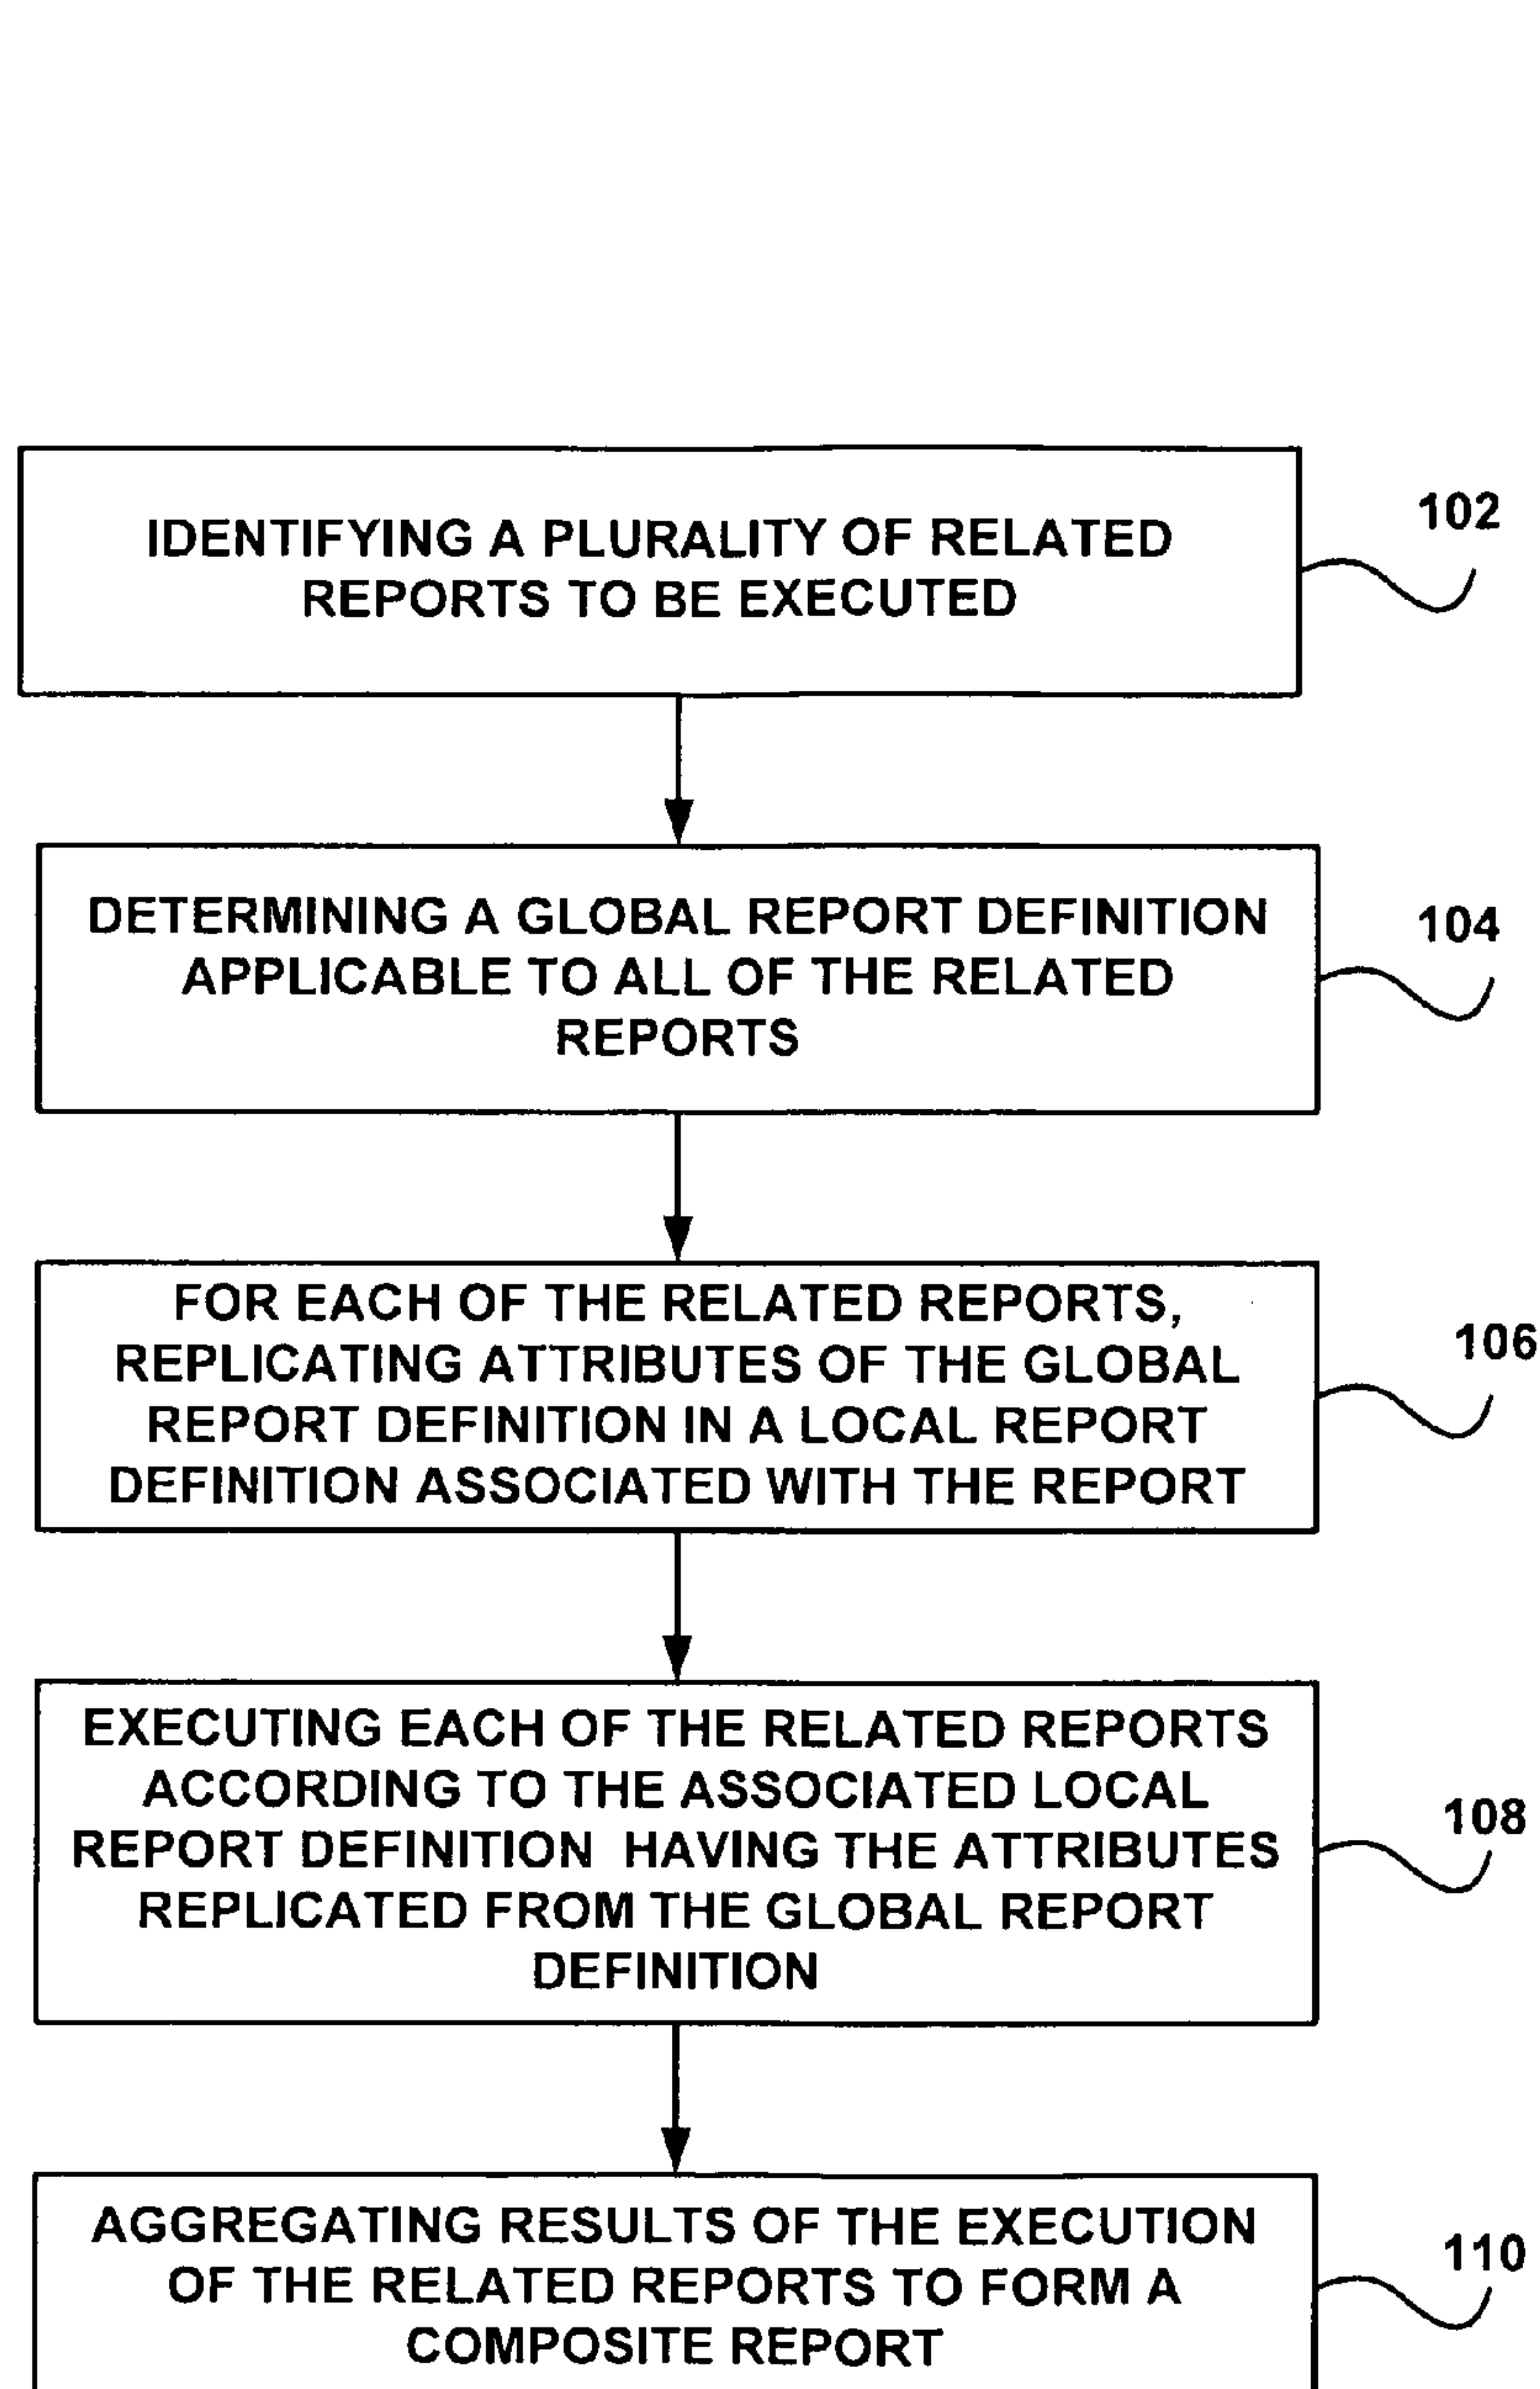 IDENTIFYING A PLURALITY OF RELATED
REPORTS TO BE EXECUTED
102
DETERMINING A GLOBAL REPORT DEFINITION
APPLICABLE TO ALL OF THE RELATED
REPORTS
104
FOR EACH OF THE RELATED REPORTS,
REPLICATING ATTRIBUTES OF THE GLOBAL
REPORT DEFINITION IN A LOCAL REPORT
DEFINITION ASSOCIATED WITH THE REPORT
106
EXECUTING EACH OF THE RELATED REPORTS
ACCORDING TO THE ASSOCIATED LOCAL
REPORT DEFINITION HAVING THE ATTRIBUTES
REPLICATED FROM THE GLOBAL REPORT
DEFINITION
108
AGGREGATING RESULTS OF THE EXECUTION
OF THE RELATED REPORTS TO FORM A
COMPOSITE REPORT
110